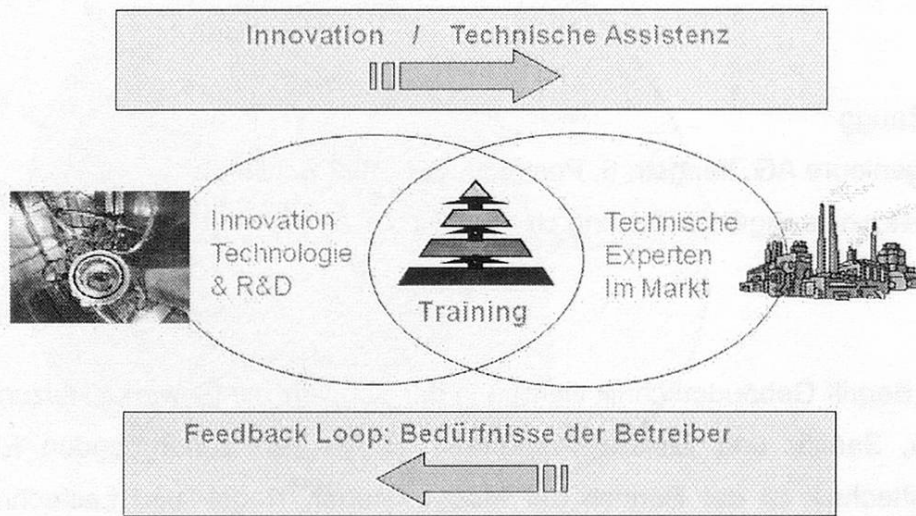 Innovation / Technische Assistenz
Innovation
Technologie
& R&D
Training
Technische
Experten
Im Markt
Feedback Loop: Bedürfnisse der Betreiber